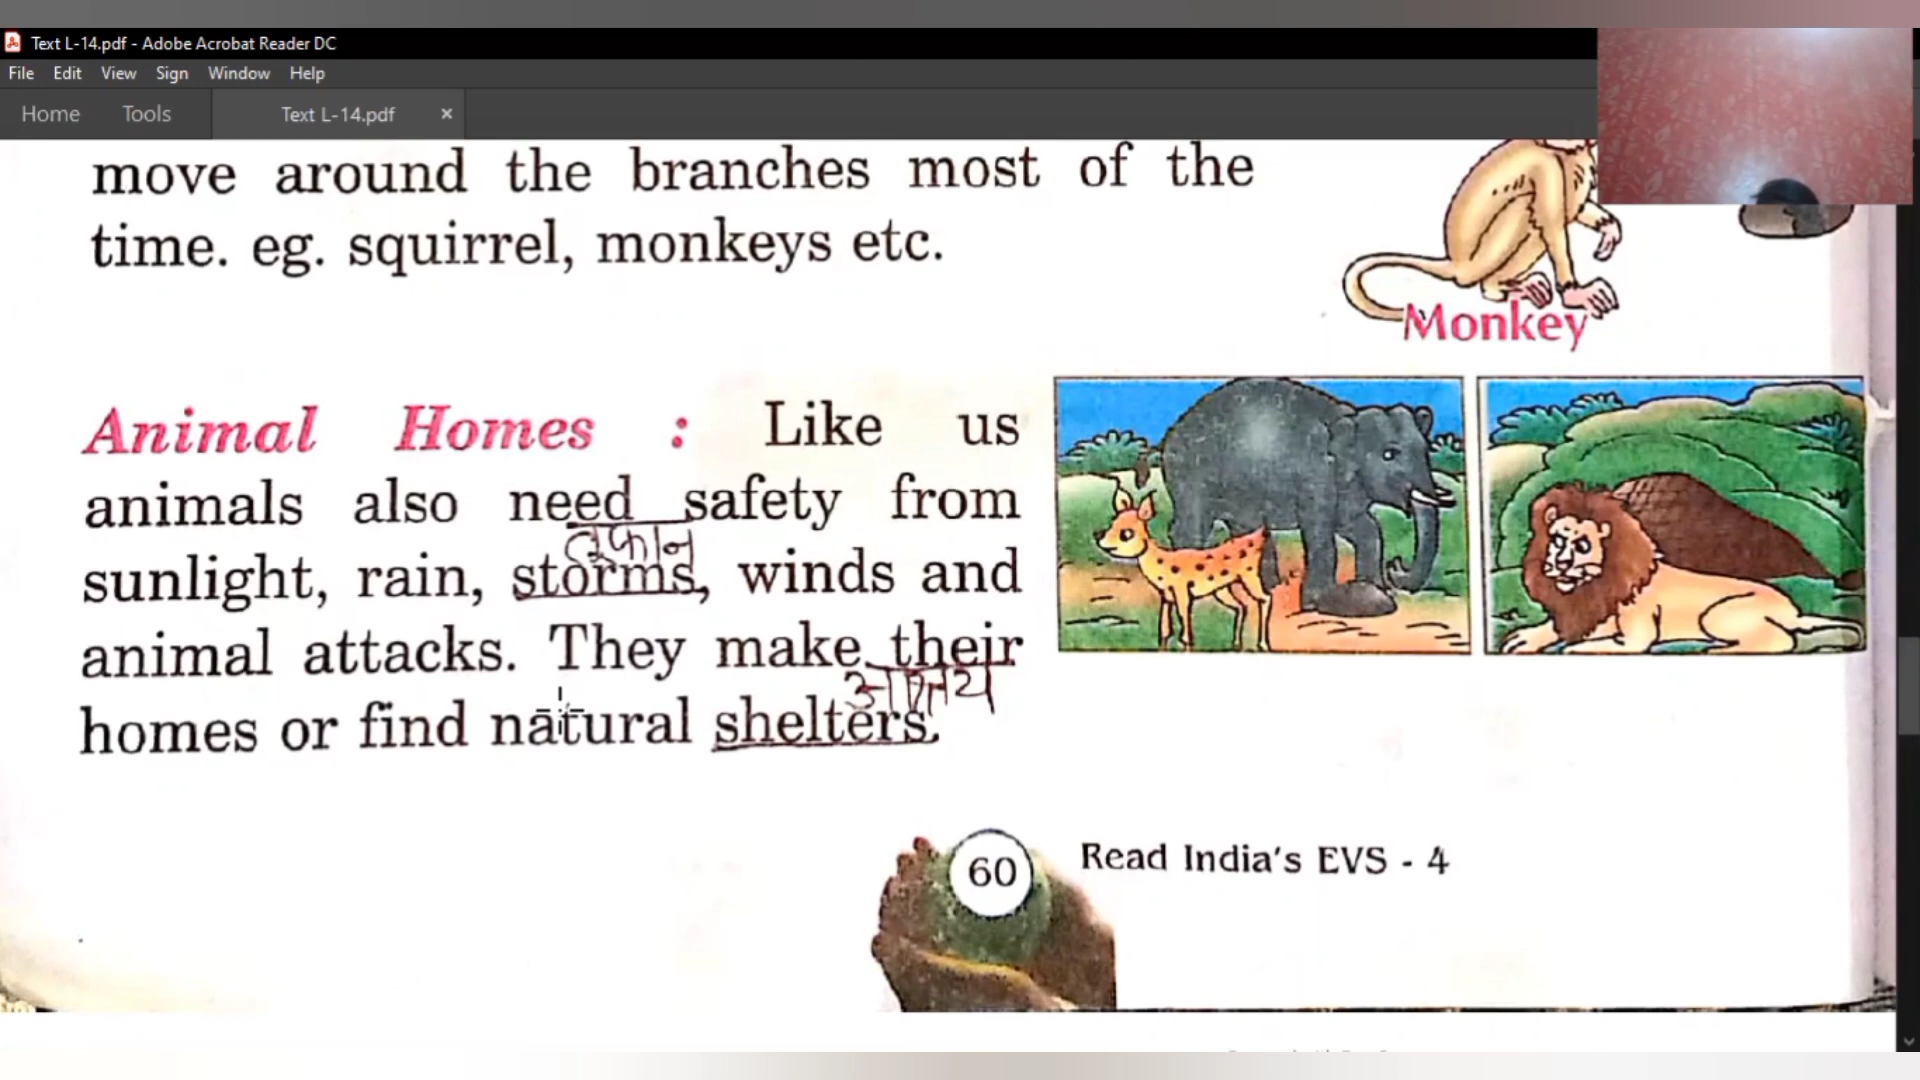 Text L-14.pdf - Adobe Acrobat Reader DC
File Edit View Sign Window Help
Home Tools Text L-14.pdf ×
move around the branches most of the
time. eg. squirrel, monkeys etc.
Monkey
Animal Homes : Like us
animals also need safety from
sunlight, rain, storms, winds and
animal attacks. They make their
homes or find natural shelters.
60 Read India's EVS - 4